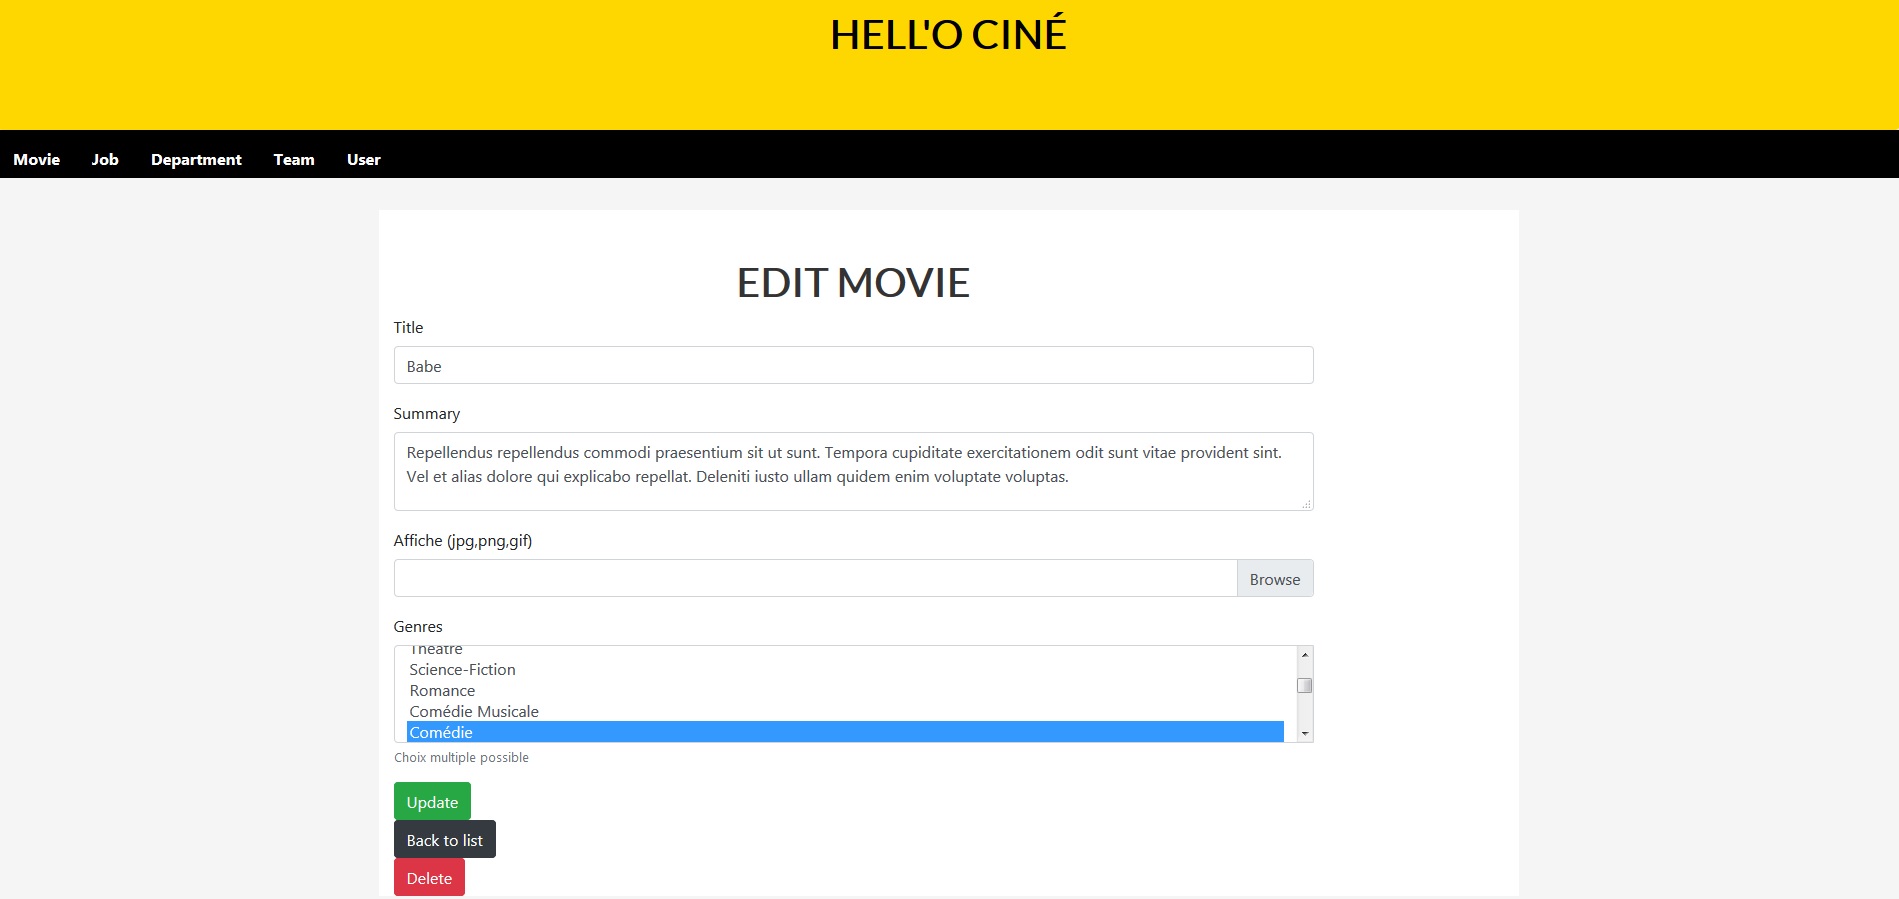 HELL'O CINÉ
Movie Job Department Team User
EDIT MOVIE
Title
Babe
Summary
Repellendus repellendus commodi praesentium sit ut sunt. Tempora cupiditate exercitationem odit sunt vitae provident sint.
Vel et alias dolore qui explicabo repellat. Deleniti iusto ullam quidem enim voluptate voluptas.
Affiche (jpg,png,gif)
Browse
Genres
Théatre
Science-Fiction
Romance
Comédie Musicale
Comédie
Choix multiple possible
Update
Back to list
Delete